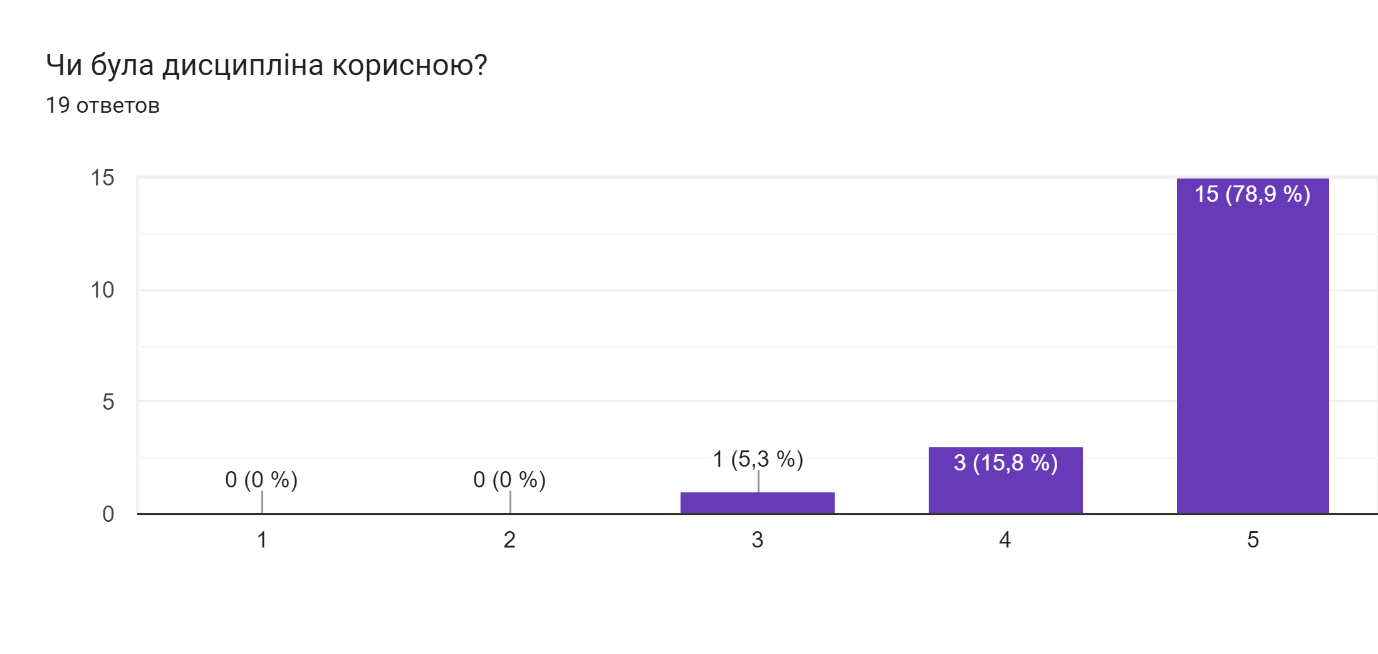 Чи була дисципліна корисною?
19 ответов
15
10
5
0
0 (0 %)
0 (0 %)
1 (5,3 %)
3 (15,8 %)
15 (78,9 %)
1
2
3
4
5